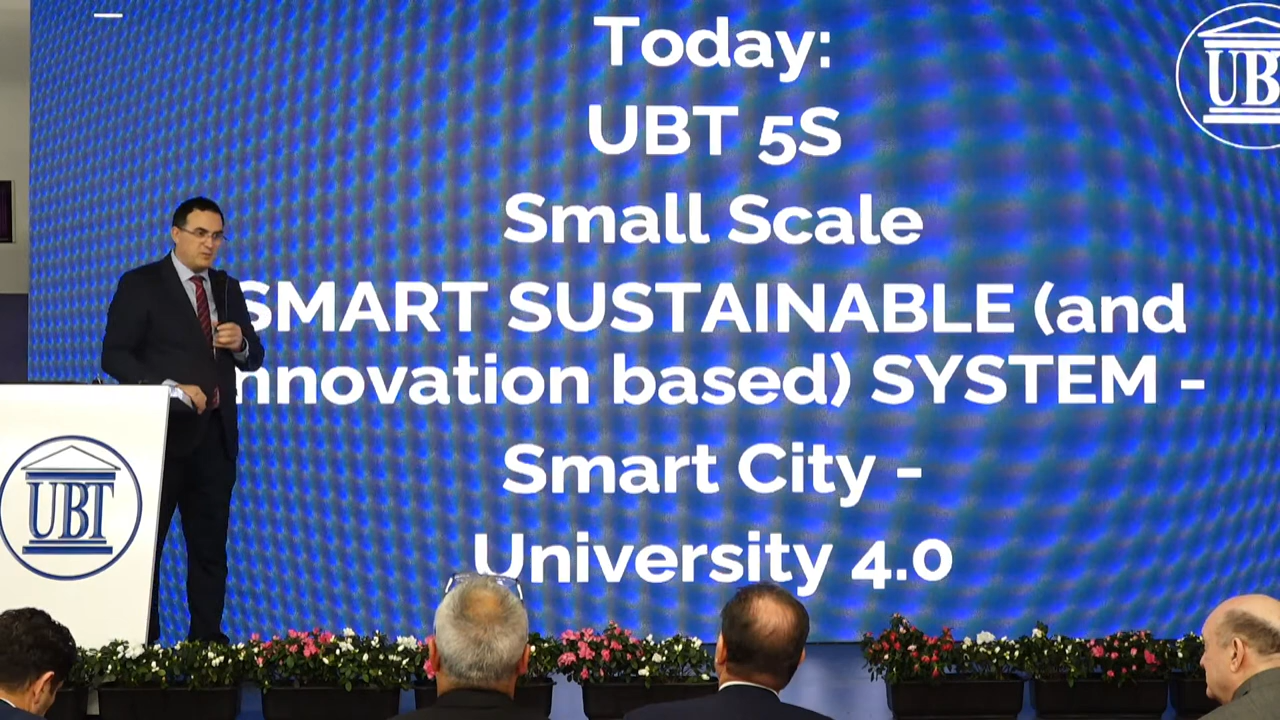 Today:
UBT 5S
Small Scale
SMART SUSTAINABLE (and
nnovation based) SYSTEM -
Smart City -
University 4.0
UBT
UBT